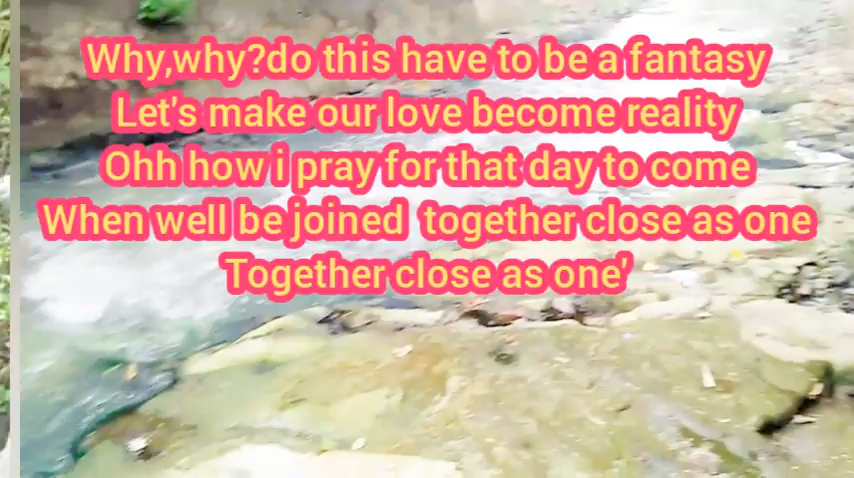 Why,why?do this have to be a fantasy
Let's make our love become reality
Ohh how i pray for that day to come
When well be joined  together close as one
Together close as one'